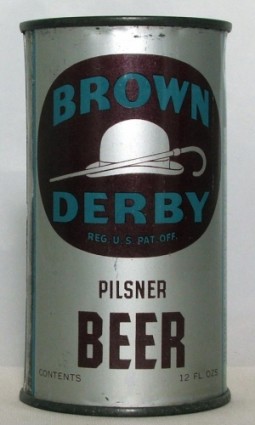 BROWN
DERBY
REG. U.S. PAT. OFF.
PILSNER
BEER
CONTENTS 12 FL. OZS.